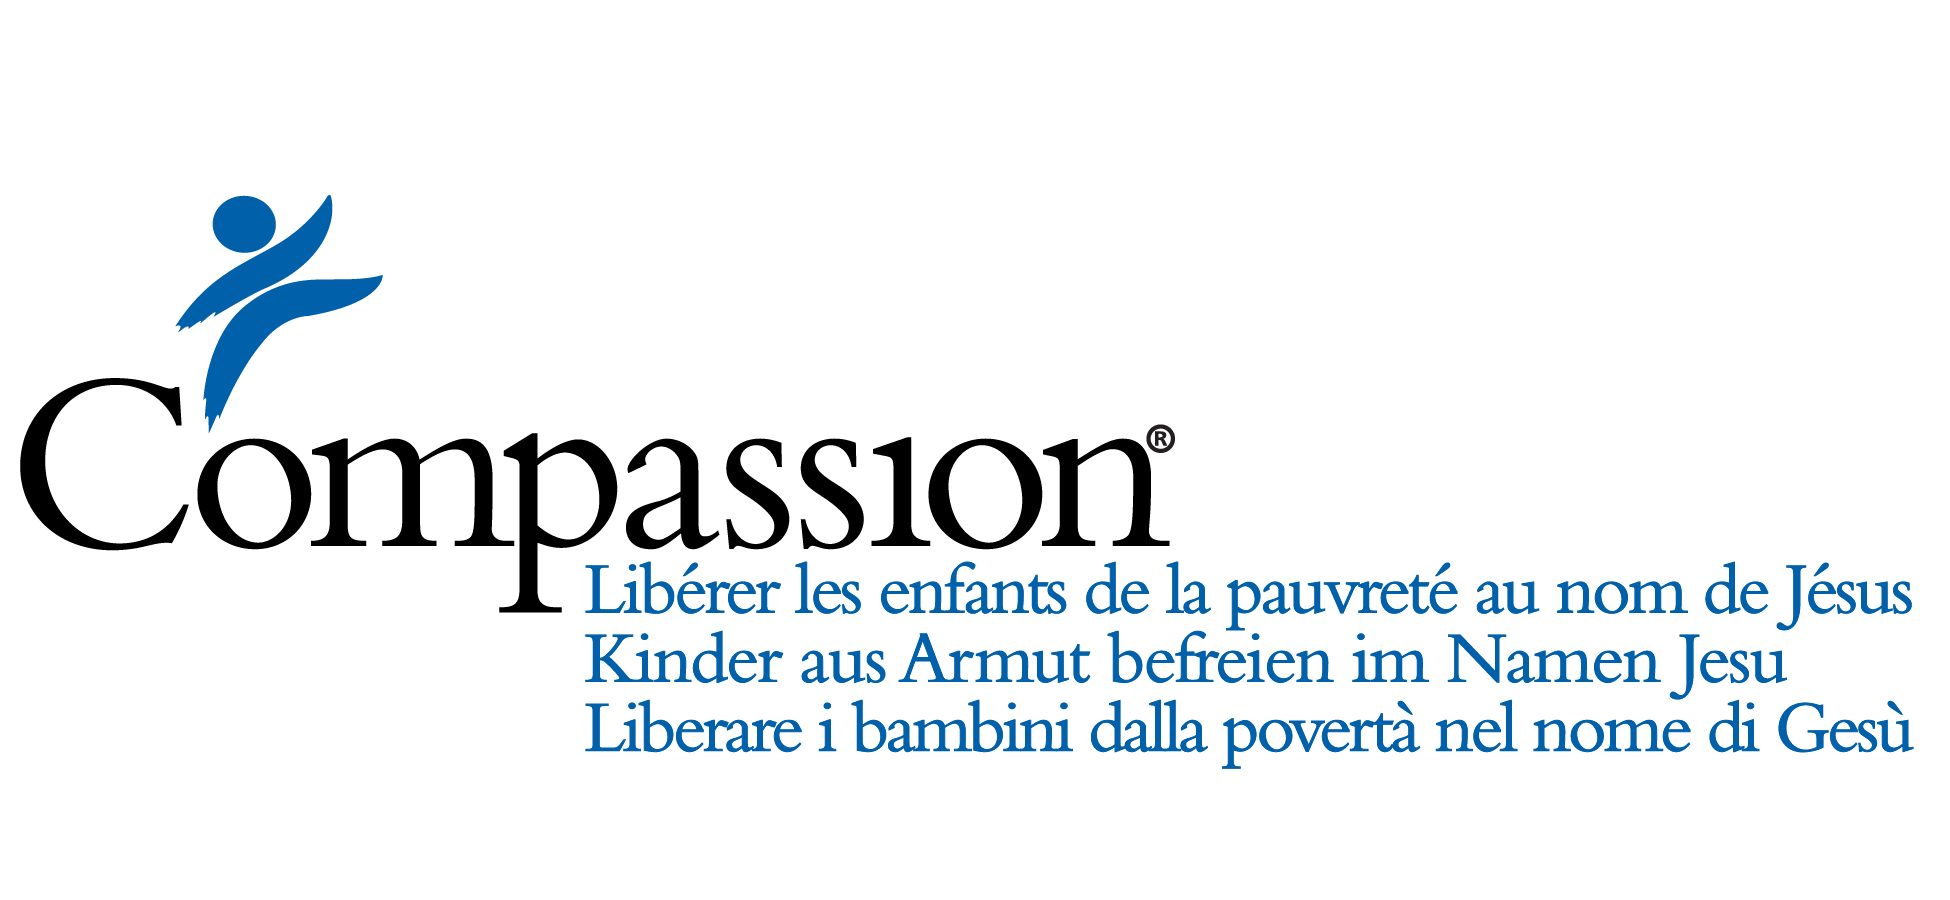 Compassion®
Libérer les enfants de la pauvreté au nom de Jésus
Kinder aus Armut befreien im Namen Jesu
Liberare i bambini dalla povertà nel nome di Gesù